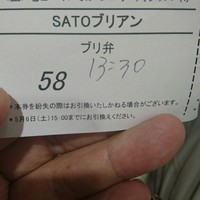 SATOブリアン
ブリ弁
58
13:30
*本券を紛失の際はお引換いたしかねる場合がございます。
*5月6日(土)15:00までにお引換ください。